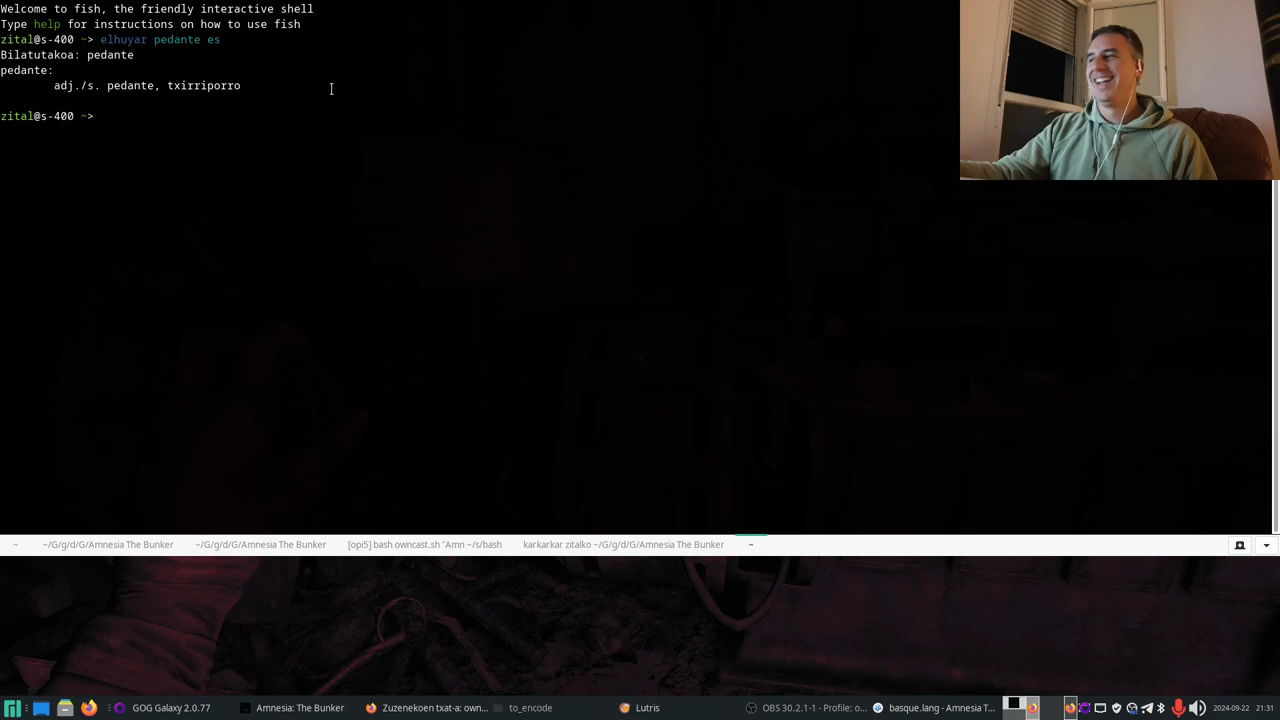 Welcome to fish, the friendly interactive shell
Type help for instructions on how to use fish
zital@s-400 ~> elhuyar pedante es
Bilatutakoa: pedante
pedante:
adj./s. pedante, txirriporro
zital@s-400 ~>
~ ~/G/g/d/G/Amnesia The Bunker ~/G/g/d/G/Amnesia The Bunker [opi5] bash owncast.sh "Amn ~/s/bash karkarkar zitalko ~/G/g/d/G/Amnesia The Bunker ~
GOG Galaxy 2.0.77 Amnesia: The Bunker Zuzenekoen txat-a: own... to_encode Lutris OBS 30.2.1-1 - Profile: o... basque.lang - Amnesia T... 2024-09-22 21:31